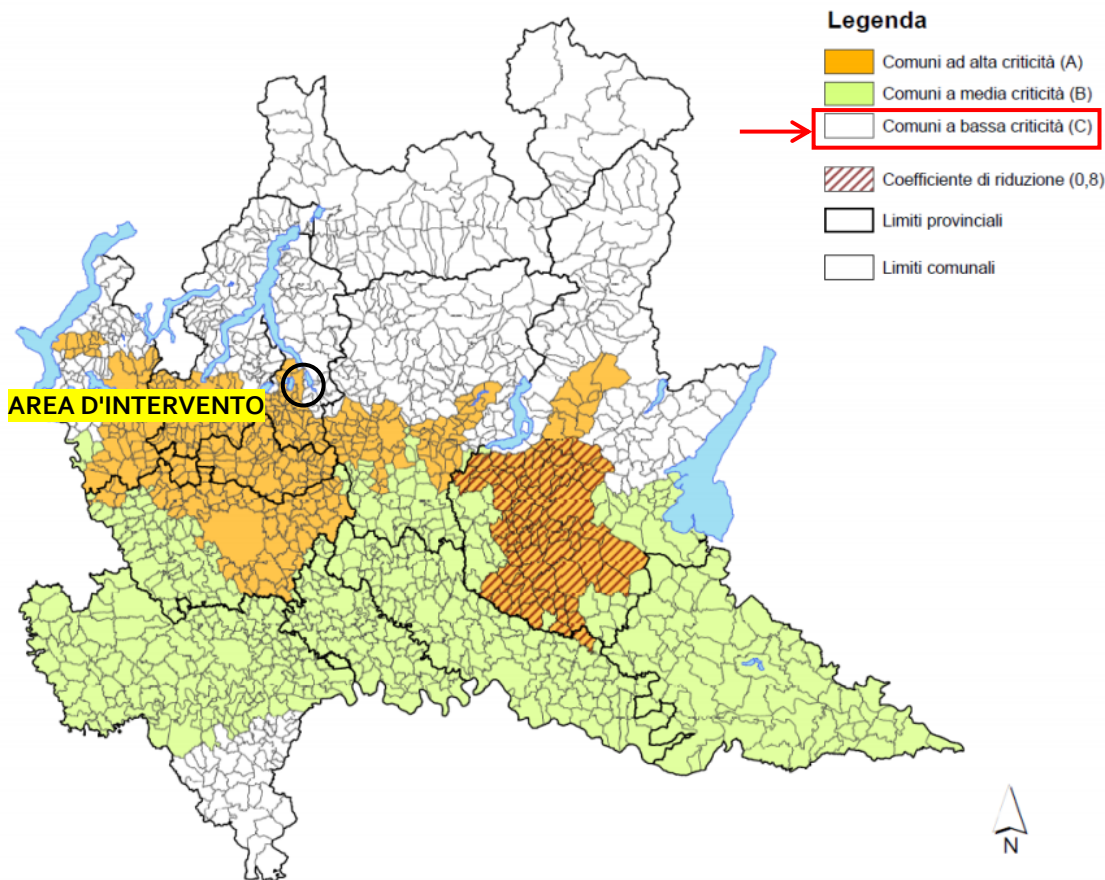 Legenda
Comuni ad alta criticità (A)
Comuni a media criticità (B)
Comuni a bassa criticità (C)
Coefficiente di riduzione (0,8)
Limiti provinciali
Limiti comunali
AREA D'INTERVENTO
N